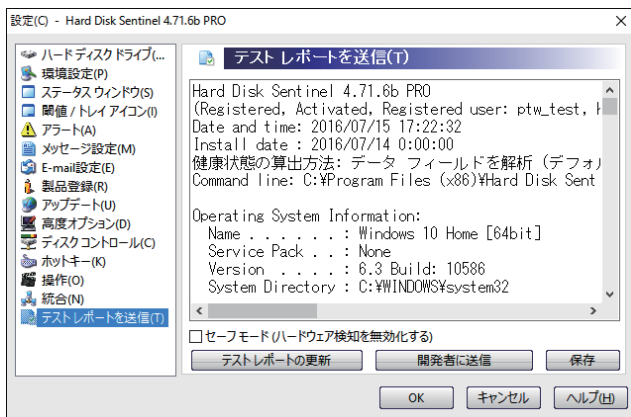 設定(C) - Hard Disk Sentinel 4.71.6b PRO
ハード ディスク ドライブ(...
環境設定(P)
ステータス ウィンドウ(S)
閾値 / トレイ アイコン(I)
アラート(A)
メッセージ設定(M)
E-mail設定(E)
製品登録(R)
アップデート(U)
高度オプション(D)
ディスク コントロール(C)
ホットキー(K)
操作(O)
統合(N)
テスト レポートを送信(T)
テスト レポートを送信(T)
Hard Disk Sentinel 4.71.6b PRO
(Registered, Activated, Registered user: ptw_test,
Date and time: 2016/07/15 17:22:32
Install date : 2016/07/14 0:00:00
健康状態の算出方法: データ フィールドを解析 (デフォル
Command line: C:¥Program Files (x86)¥Hard Disk Sent
Operating System Information:
Name . . . . . . : Windows 10 Home [64bit]
Service Pack . . : None
Version . . . . : 6.3 Build: 10586
System Directory : C:¥WINDOWS¥system32
セーフ モード (ハードウェア検知を無効化する)
テスト レポートの更新
開発者に送信
保存
OK
キャンセル
ヘルプ(H)